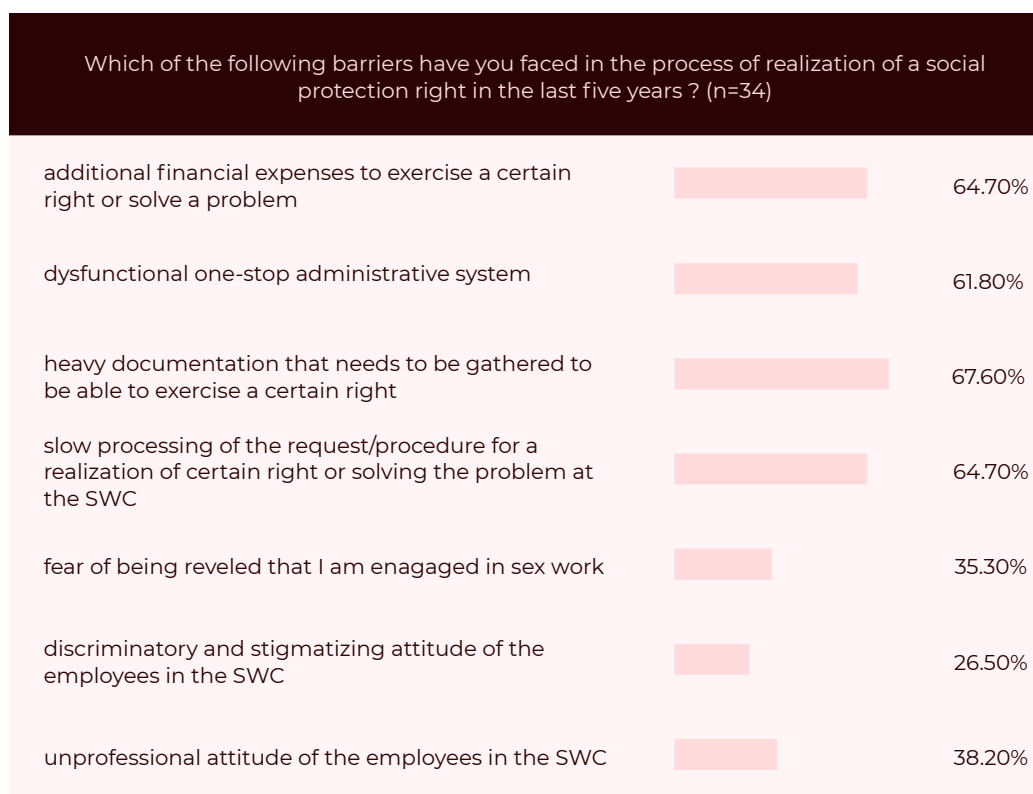 Which of the following barriers have you faced in the process of realization of a social
protection right in the last five years ? (n=34)
additional financial expenses to exercise a certain
right or solve a problem
64.70%
dysfunctional one-stop administrative system
61.80%
heavy documentation that needs to be gathered to
be able to exercise a certain right
67.60%
slow processing of the request/procedure for a
realization of certain right or solving the problem at
the SWC
64.70%
fear of being reveled that I am enagaged in sex work
35.30%
discriminatory and stigmatizing attitude of the
employees in the SWC
26.50%
unprofessional attitude of the employees in the SWC
38.20%